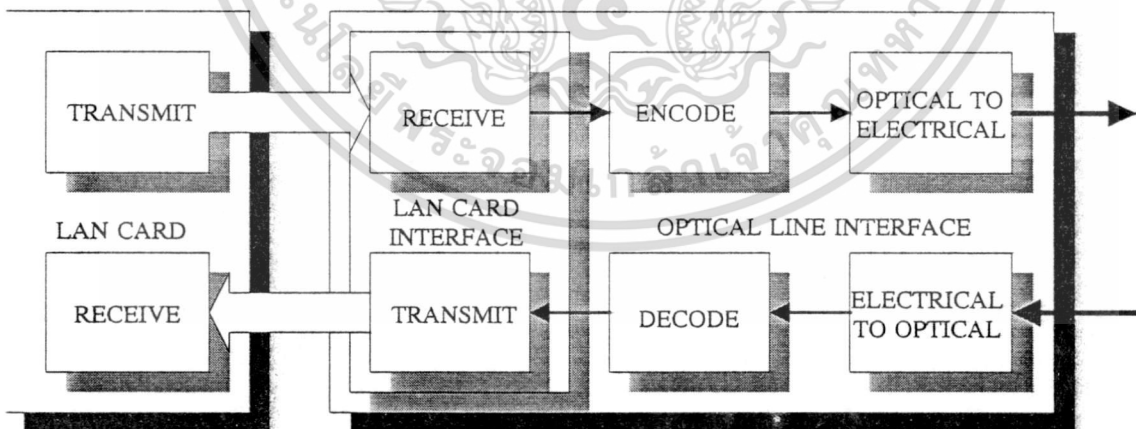 TRANSMIT
RECEIVE
ENCODE
OPTICAL TO
ELECTRICAL
LAN CARD
LAN CARD
INTERFACE
OPTICAL LINE INTERFACE
RECEIVE
TRANSMIT
DECODE
ELECTRICAL
TO OPTICAL